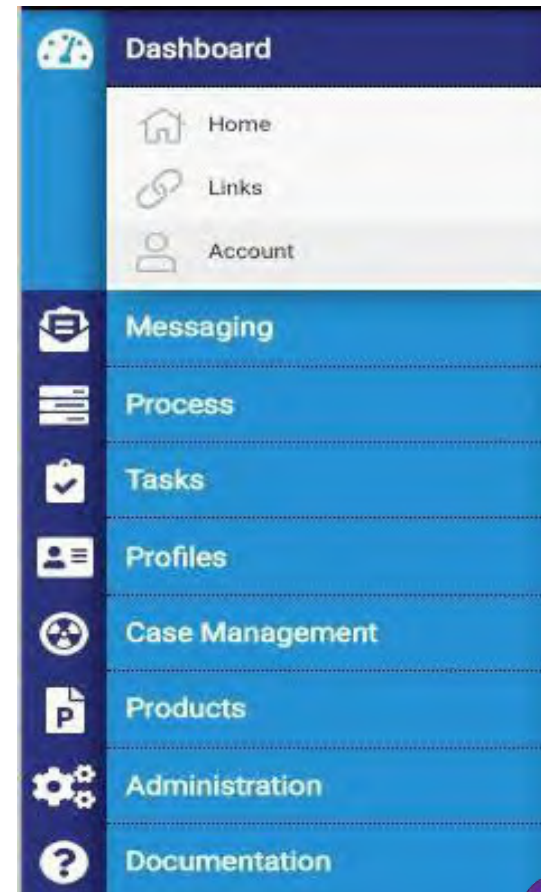 Dashboard
Home
Links
Account
Messaging
Process
Tasks
Profiles
Case Management
P
Products
Administration
?
Documentation